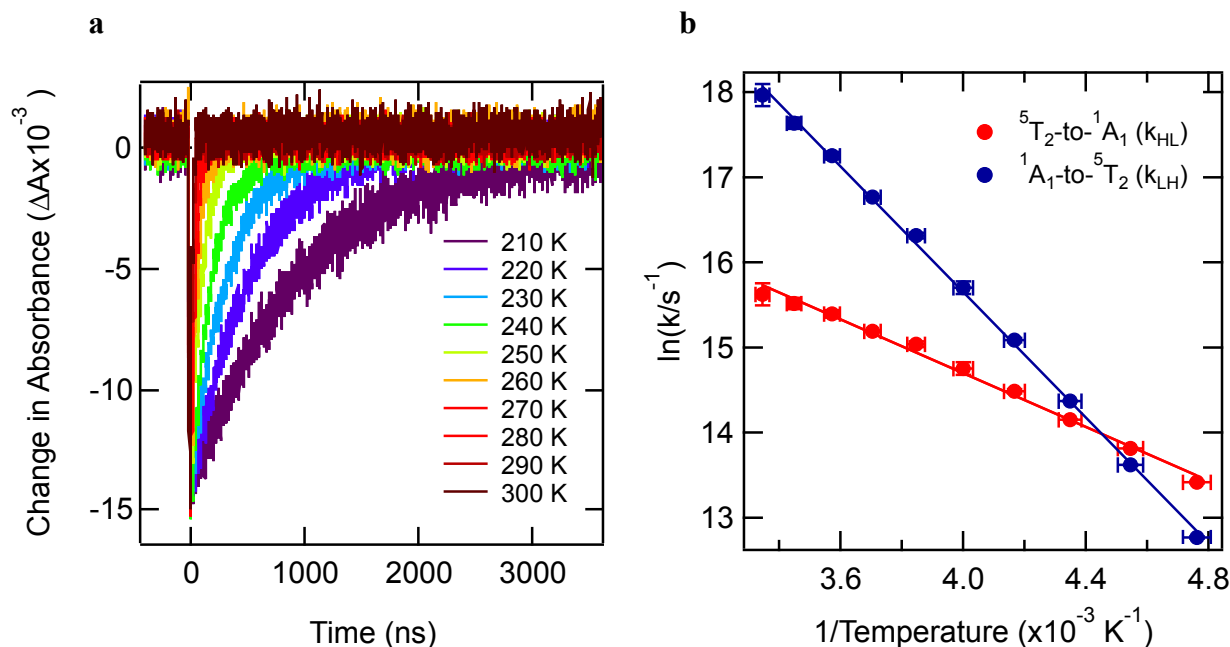 a
Change in Absorbance (ΔAx10⁻³)
0
-5
-10
-15
0
1000
2000
3000
Time (ns)
210 K
220 K
230 K
240 K
250 K
260 K
270 K
280 K
290 K
300 K
b
ln(k/s⁻¹)
18
17
16
15
14
13
3.6
4.0
4.4
4.8
1/Temperature (x10⁻³ K⁻¹)
⁵T₂-to-¹A₁ (k_HL)
¹A₁-to-⁵T₂ (k_LH)